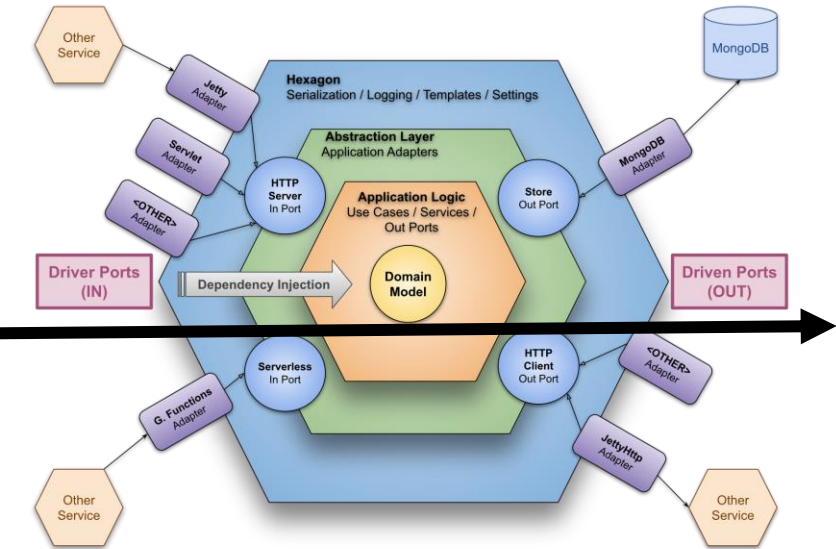 Other
Service
MongoDB
Hexagon
Serialization / Logging / Templates / Settings
Jetty
Adapter
Abstraction Layer
Application Adapters
Servlet
Adapter
MongoDB
Adapter
HTTP
Server
In Port
Store
Out Port
Application Logic
Use Cases / Services /
Out Ports
<OTHER>
Adapter
Driver Ports
(IN)
Dependency Injection
Domain
Model
Driven Ports
(OUT)
Serverless
In Port
HTTP
Client
Out Port
<OTHER>
Adapter
G. Functions
Adapter
JettyHttp
Adapter
Other
Service
Other
Service